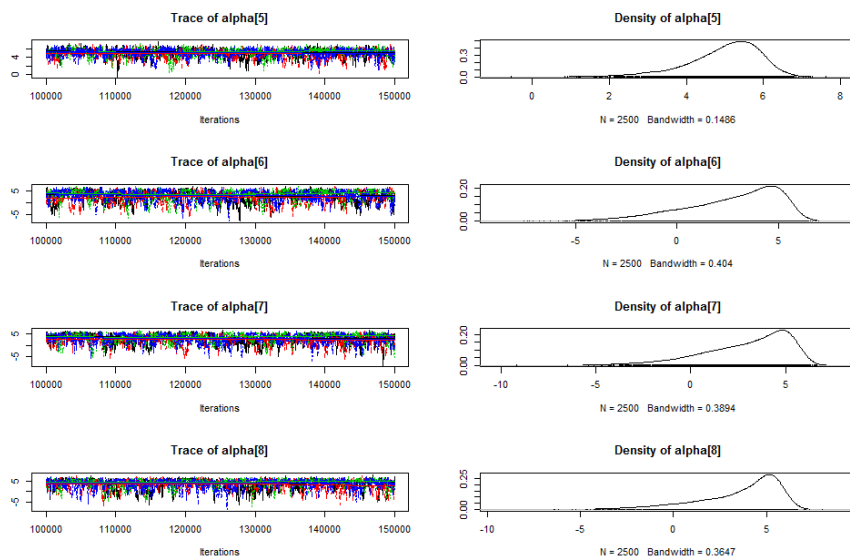 Trace of alpha[5]
0 4
100000 110000 120000 130000 140000 150000
Iterations
Density of alpha[5]
0.0 0.3
0 2 4 6 8
N = 2500 Bandwidth = 0.1486
Trace of alpha[6]
-5 5
100000 110000 120000 130000 140000 150000
Iterations
Density of alpha[6]
0.00 0.20
-5 0 5
N = 2500 Bandwidth = 0.404
Trace of alpha[7]
-5 5
100000 110000 120000 130000 140000 150000
Iterations
Density of alpha[7]
0.00 0.20
-10 -5 0 5
N = 2500 Bandwidth = 0.3894
Trace of alpha[8]
-5 5
100000 110000 120000 130000 140000 150000
Iterations
Density of alpha[8]
0.00 0.25
-10 -5 0 5
N = 2500 Bandwidth = 0.3647